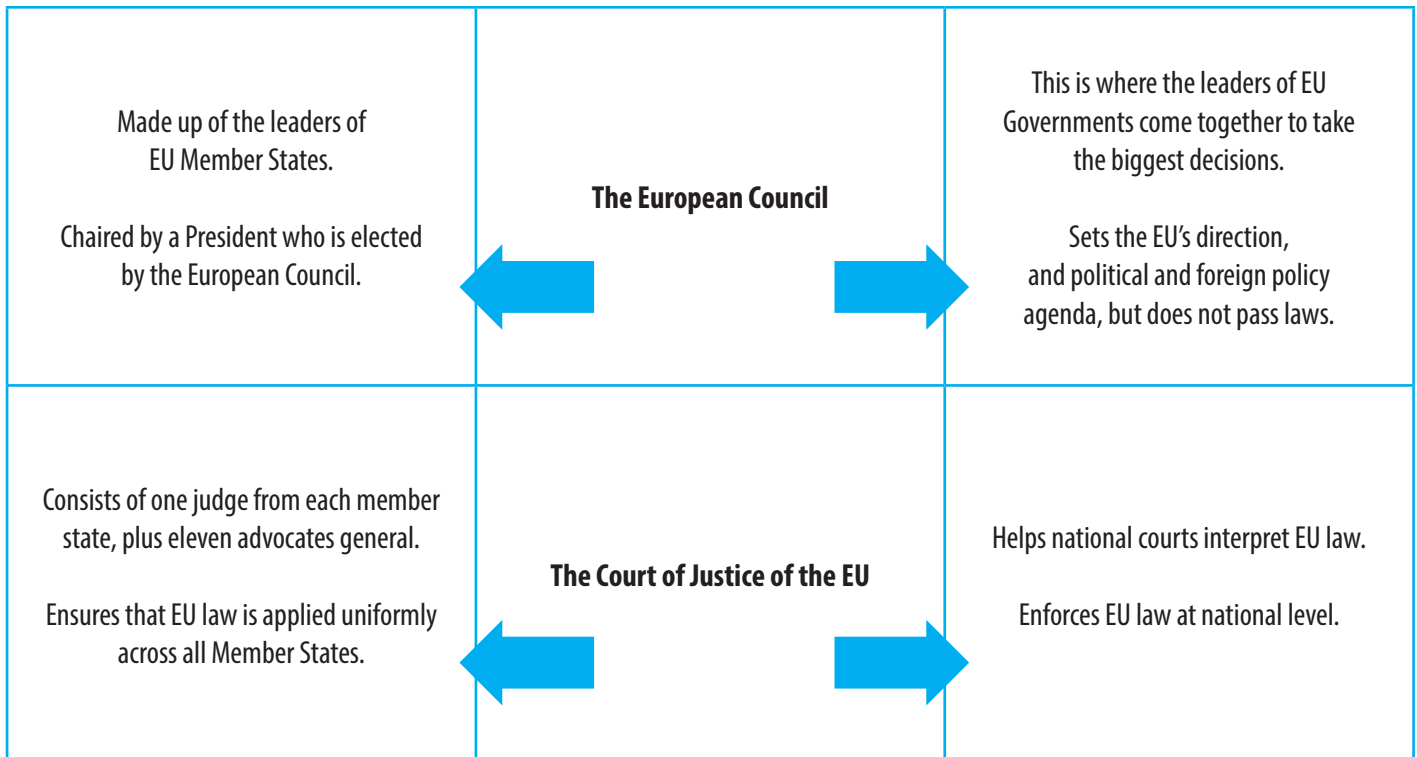 Made up of the leaders of
EU Member States.
Chaired by a President who is elected
by the European Council.
The European Council
This is where the leaders of EU
Governments come together to take
the biggest decisions.
Sets the EU’s direction,
and political and foreign policy
agenda, but does not pass laws.
Consists of one judge from each member
state, plus eleven advocates general.
Ensures that EU law is applied uniformly
across all Member States.
The Court of Justice of the EU
Helps national courts interpret EU law.
Enforces EU law at national level.